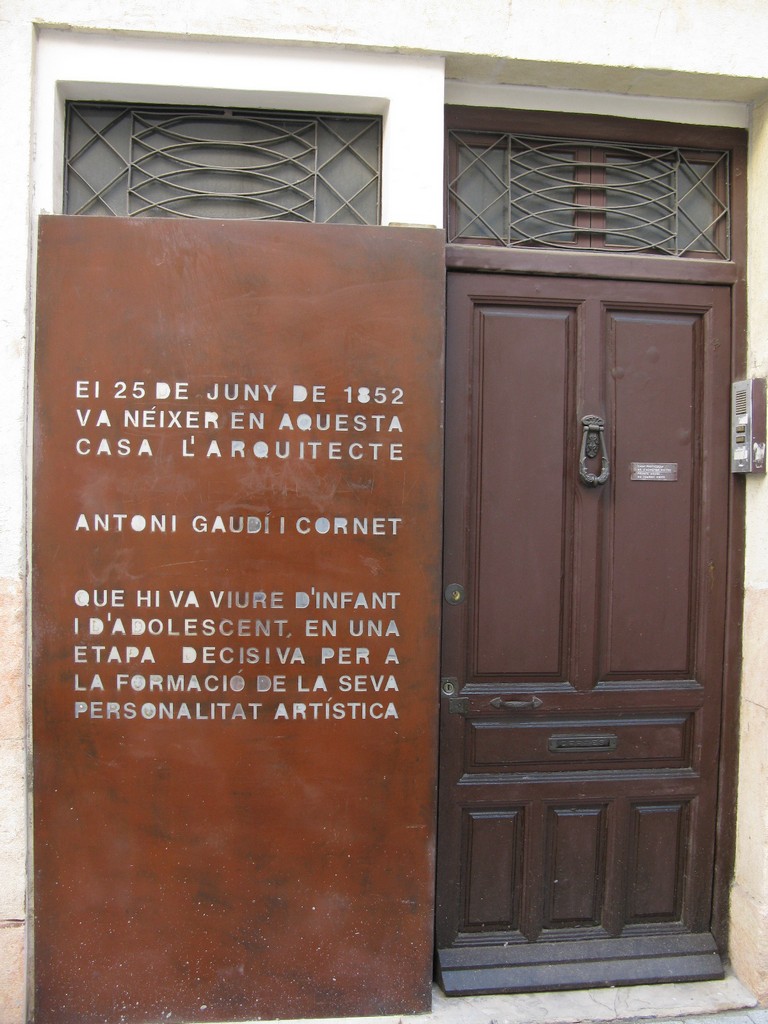 El 25 DE JUNY DE 1852
VA NÉIXER EN AQUESTA
CASA L'ARQUITECTE
ANTONI GAUDÍ I CORNET
QUE HI VA VIURE D'INFANT
I D'ADOLESCENT, EN UNA
ETAPA DECISIVA PER A
LA FORMACIÓ DE LA SEVA
PERSONALITAT ARTÍSTICA